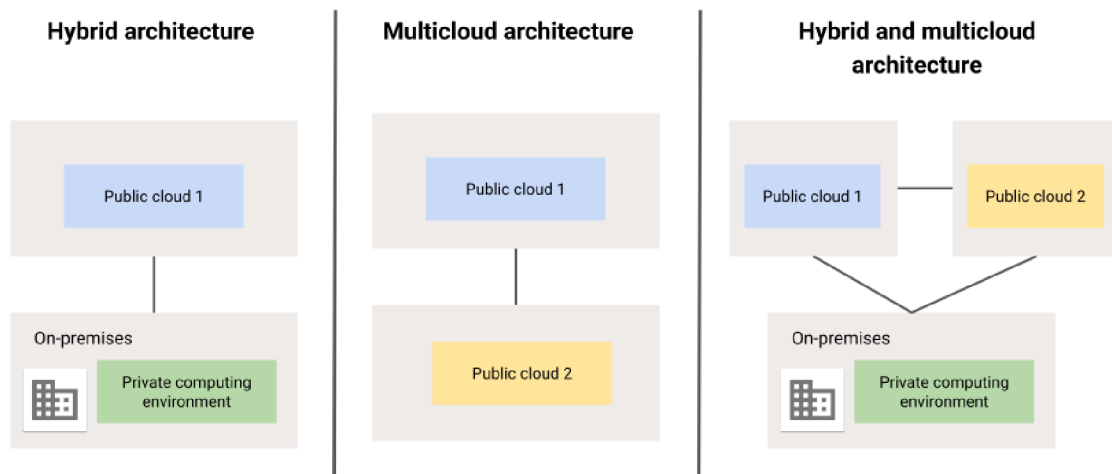 Hybrid architecture
Public cloud 1
On-premises
Private computing
environment
Multicloud architecture
Public cloud 1
Public cloud 2
Hybrid and multicloud
architecture
Public cloud 1
Public cloud 2
On-premises
Private computing
environment